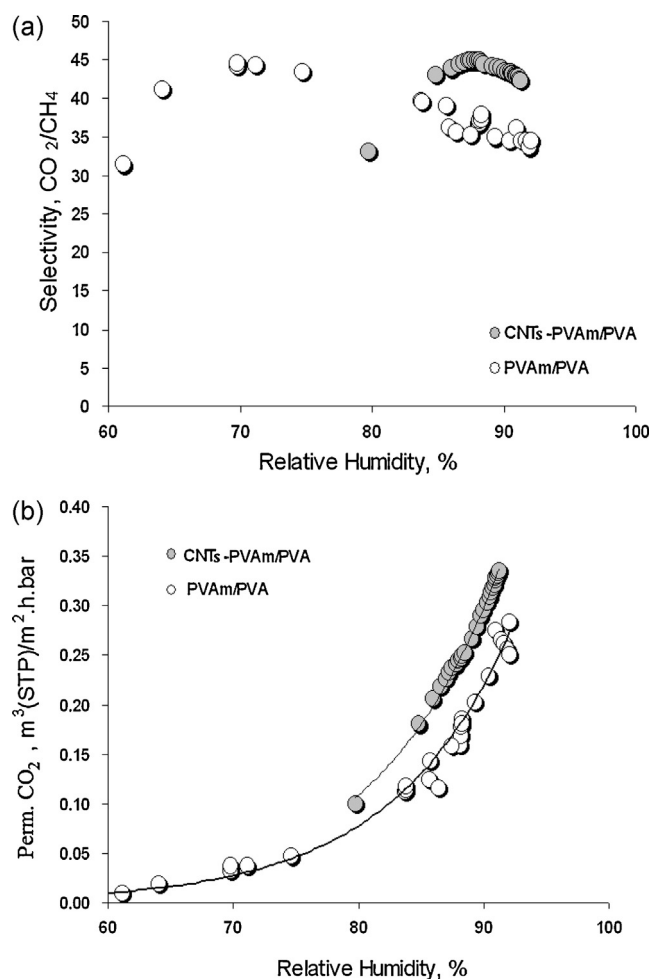 (a)
50
45
40
35
30
25
20
15
10
5
0
Selectivity, CO 2/CH4
CNTs -PVAm/PVA
PVAm/PVA
60 70 80 90 100
Relative Humidity, %
(b)
0.40
0.35
0.30
0.25
0.20
0.15
0.10
0.05
0.00
Perm. CO2 , m3(STP)/m2.h.bar
CNTs -PVAm/PVA
PVAm/PVA
60 70 80 90 100
Relative Humidity, %